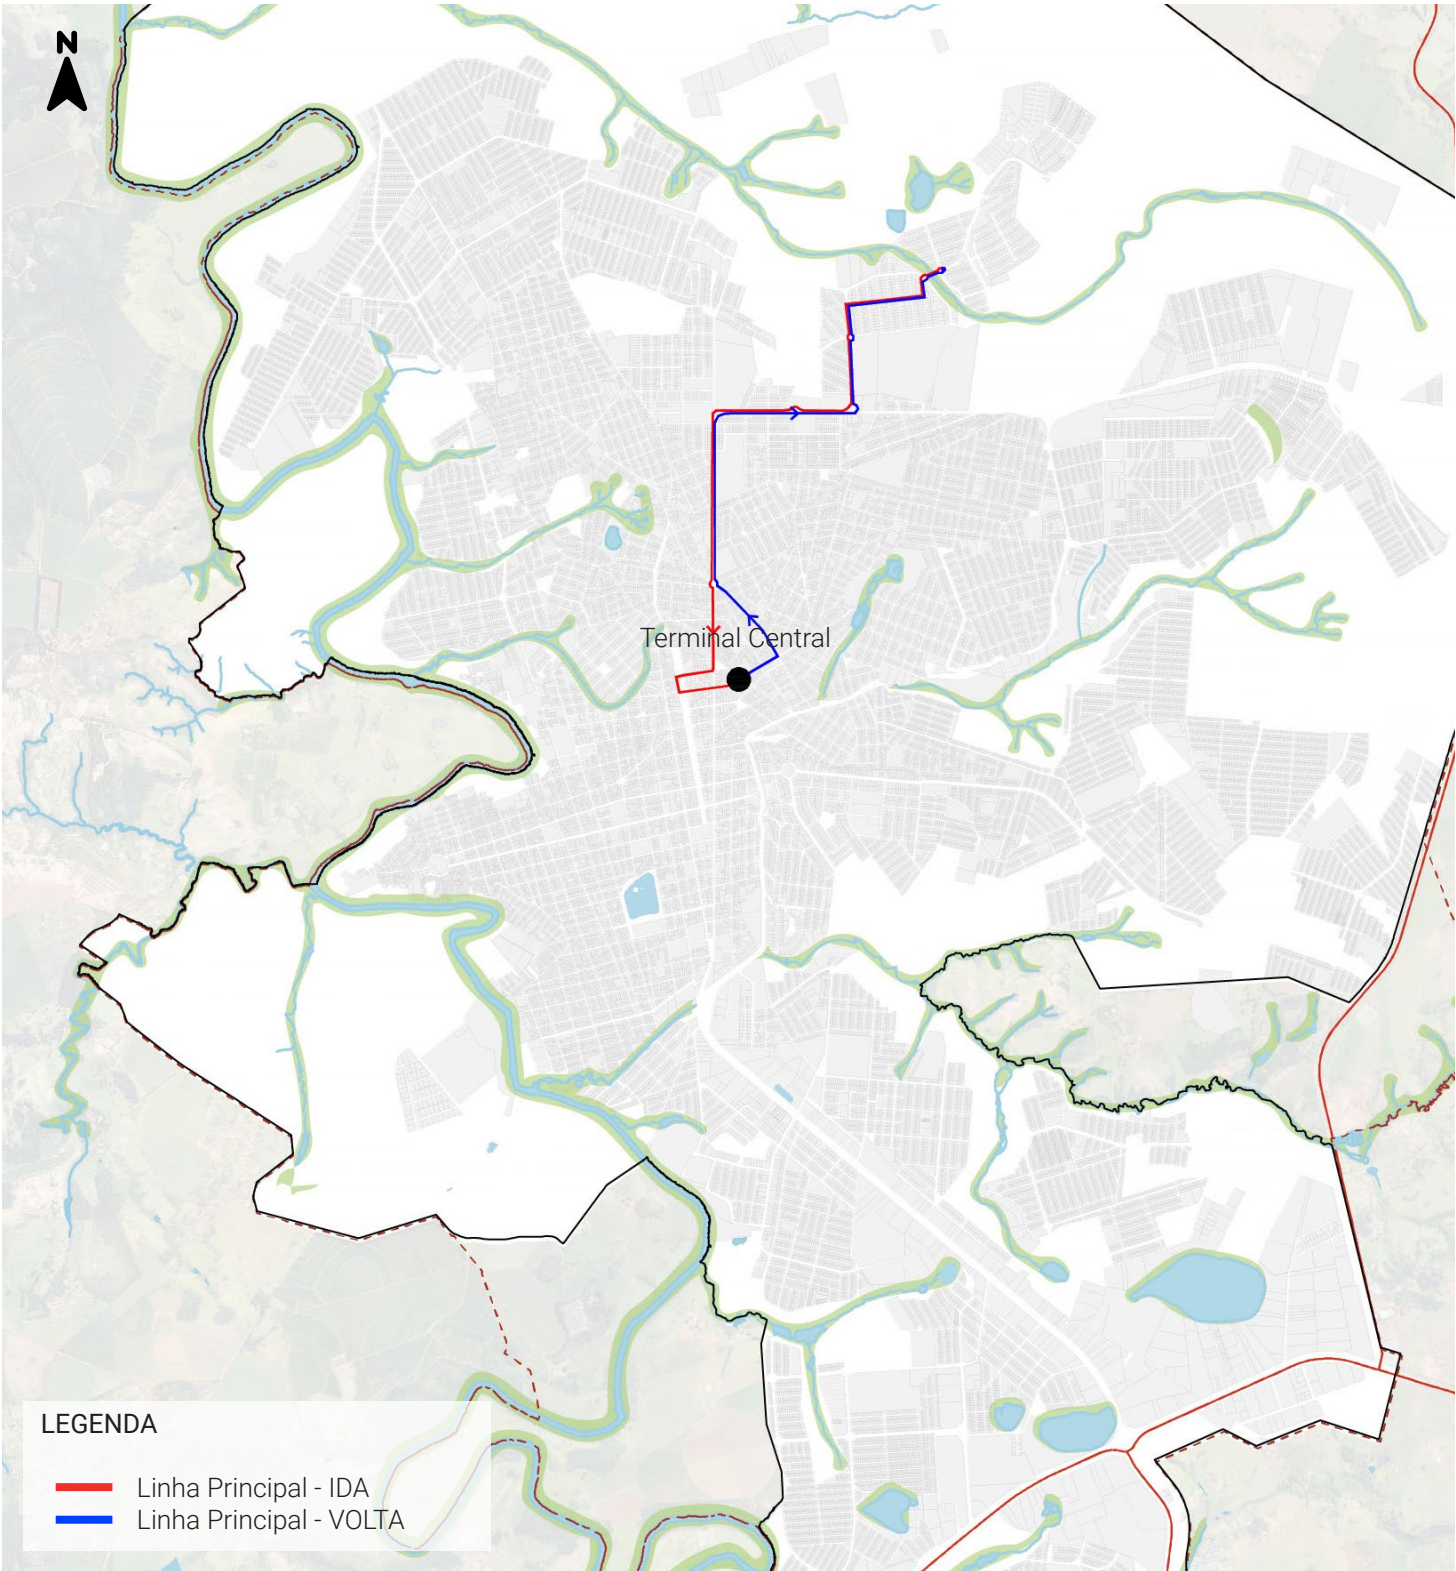 N
Terminal Central
LEGENDA
Linha Principal - IDA
Linha Principal - VOLTA